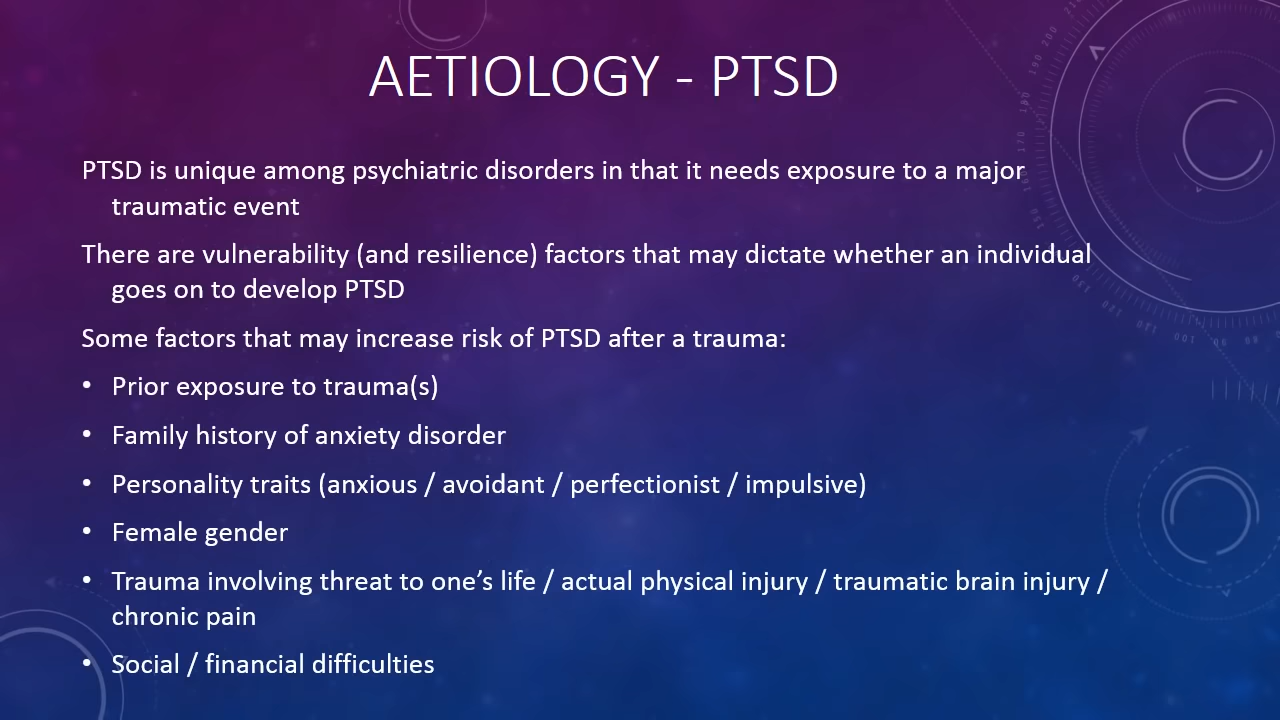 AETIOLOGY - PTSD
PTSD is unique among psychiatric disorders in that it needs exposure to a major
traumatic event
There are vulnerability (and resilience) factors that may dictate whether an individual
goes on to develop PTSD
Some factors that may increase risk of PTSD after a trauma:
• Prior exposure to trauma(s)
• Family history of anxiety disorder
• Personality traits (anxious / avoidant / perfectionist / impulsive)
• Female gender
• Trauma involving threat to one’s life / actual physical injury / traumatic brain injury /
chronic pain
• Social / financial difficulties